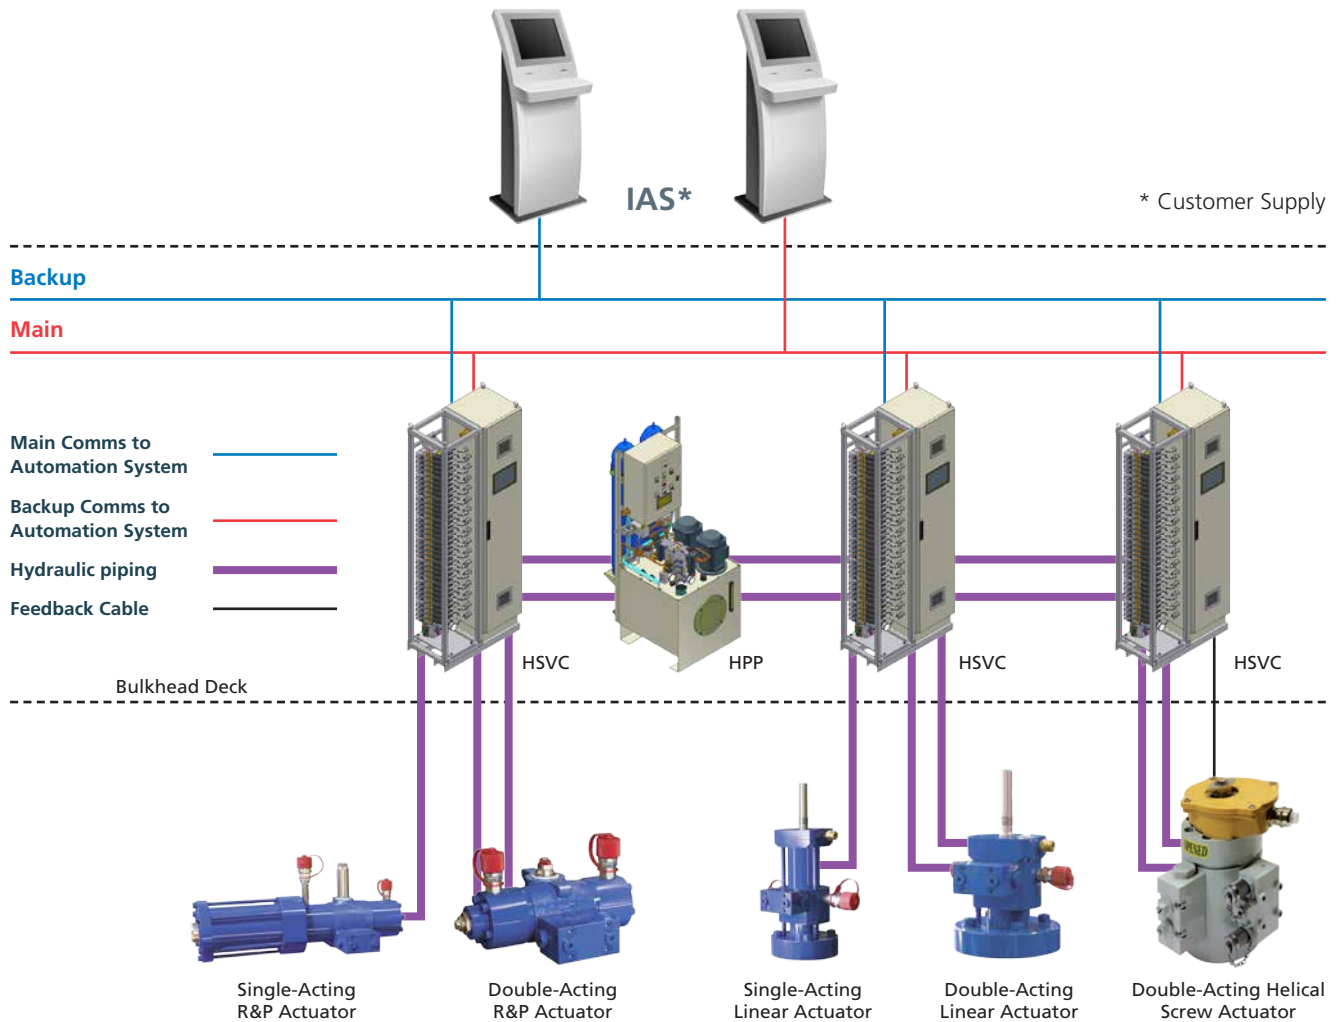 IAS*
* Customer Supply
Backup
Main
Main Comms to
Automation System
Backup Comms to
Automation System
Hydraulic piping
Feedback Cable
HSVC
HPP
HSVC
HSVC
Bulkhead Deck
OPENED
Single-Acting
R&P Actuator
Double-Acting
R&P Actuator
Single-Acting
Linear Actuator
Double-Acting
Linear Actuator
Double-Acting Helical
Screw Actuator